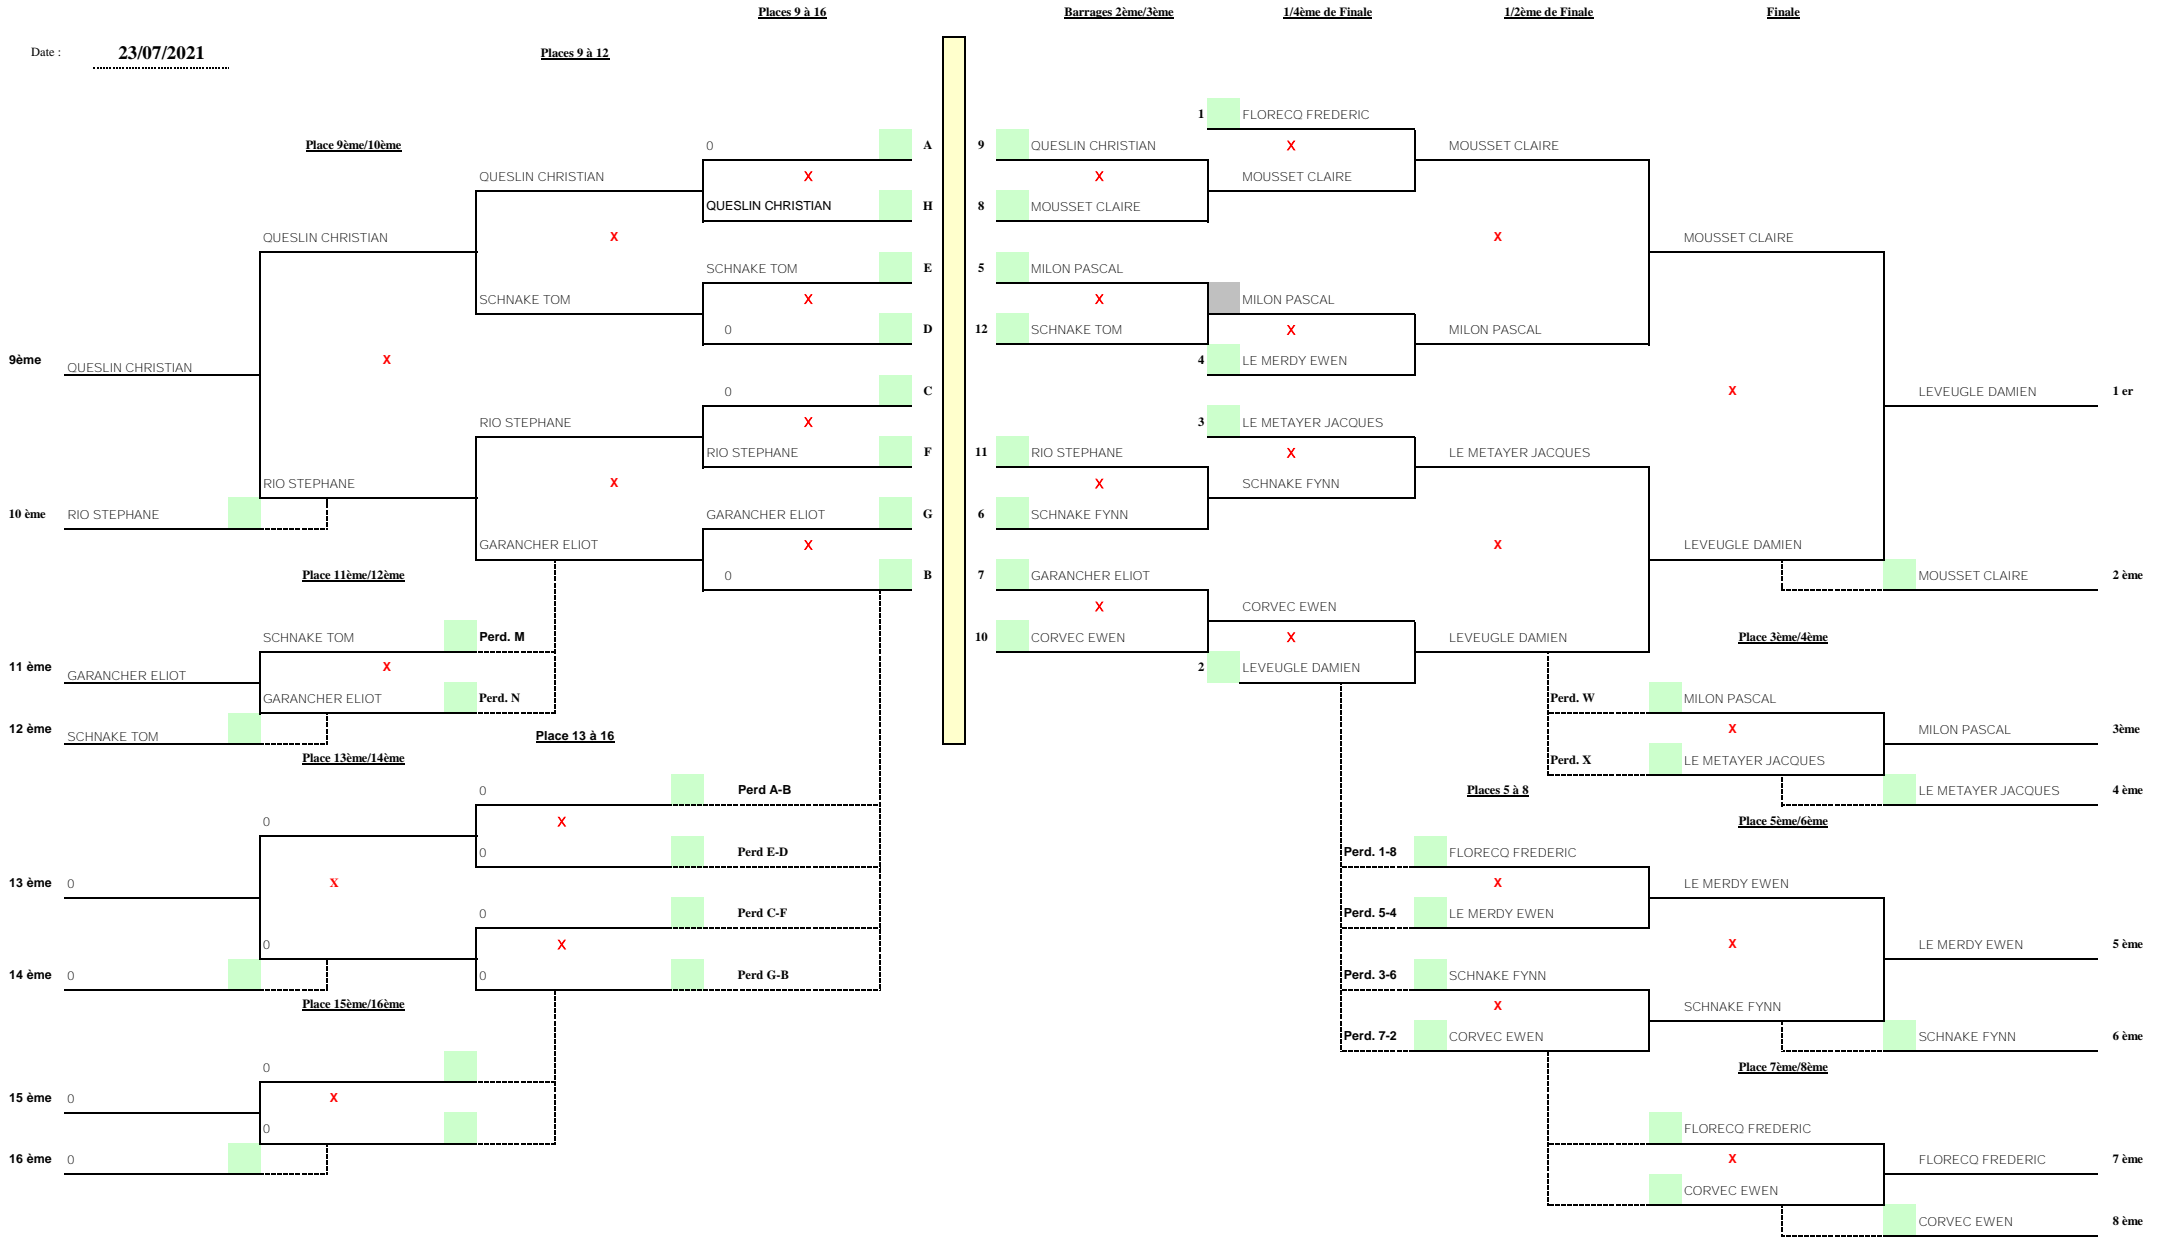 Places 9 à 16 Barrages 2ème/3ème 1/4ème de Finale 1/2ème de Finale Finale
Date : 23/07/2021 Places 9 à 12
1 FLORECQ FREDERIC
Place 9ème/10ème 0 A 9 QUESLIN CHRISTIAN X MOUSSET CLAIRE
QUESLIN CHRISTIAN X X MOUSSET CLAIRE
QUESLIN CHRISTIAN H 8 MOUSSET CLAIRE
QUESLIN CHRISTIAN X X MOUSSET CLAIRE
SCHNAKE TOM E 5 MILON PASCAL
SCHNAKE TOM X X MILON PASCAL
0 D 12 SCHNAKE TOM X MILON PASCAL
9ème QUESLIN CHRISTIAN X 4 LE MERDY EWEN
0 C X LEVEUGLE DAMIEN 1 er
RIO STEPHANE X 3 LE METAYER JACQUES
RIO STEPHANE F 11 RIO STEPHANE X LE METAYER JACQUES
RIO STEPHANE X X SCHNAKE FYNN
10 ème RIO STEPHANE GARANCHER ELIOT G 6 SCHNAKE FYNN
GARANCHER ELIOT X X LEVEUGLE DAMIEN
Place 11ème/12ème 0 B 7 GARANCHER ELIOT MOUSSET CLAIRE 2 ème
X CORVEC EWEN
SCHNAKE TOM Perd. M 10 CORVEC EWEN X LEVEUGLE DAMIEN Place 3ème/4ème
11 ème GARANCHER ELIOT X 2 LEVEUGLE DAMIEN
GARANCHER ELIOT Perd. N Perd. W MILON PASCAL
12 ème SCHNAKE TOM Place 13 à 16 X MILON PASCAL 3ème
Place 13ème/14ème Perd. X LE METAYER JACQUES
0 Perd A-B Places 5 à 8 LE METAYER JACQUES 4 ème
0 X Place 5ème/6ème
0 Perd E-D Perd. 1-8 FLORECQ FREDERIC
13 ème 0 X X LE MERDY EWEN
0 Perd C-F Perd. 5-4 LE MERDY EWEN
0 X X LE MERDY EWEN 5 ème
14 ème 0 0 Perd G-B Perd. 3-6 SCHNAKE FYNN
Place 15ème/16ème X SCHNAKE FYNN
Perd. 7-2 CORVEC EWEN SCHNAKE FYNN 6 ème
0 Place 7ème/8ème
15 ème 0 X
0 FLORECQ FREDERIC
16 ème 0 X FLORECQ FREDERIC 7 ème
CORVEC EWEN
CORVEC EWEN 8 ème